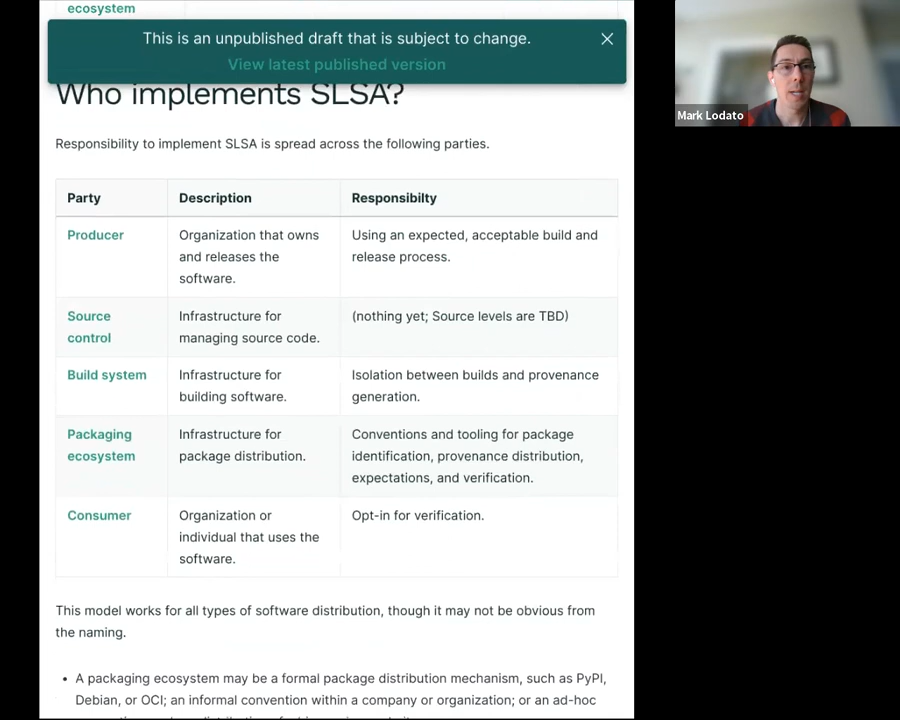 ecosystem
This is an unpublished draft that is subject to change.
View latest published version
Mark Lodato
Who implements SLSA?
Responsibility to implement SLSA is spread across the following parties.
Party Description Responsibilty
Producer Organization that owns Using an expected, acceptable build and
and releases the release process.
software.
Source Infrastructure for (nothing yet; Source levels are TBD)
control managing source code.
Build system Infrastructure for Isolation between builds and provenance
building software. generation.
Packaging Infrastructure for Conventions and tooling for package
ecosystem package distribution. identification, provenance distribution,
expectations, and verification.
Consumer Organization or Opt-in for verification.
individual that uses the
software.
This model works for all types of software distribution, though it may not be obvious from
the naming.
• A packaging ecosystem may be a formal package distribution mechanism, such as PyPI,
Debian, or OCI; an informal convention within a company or organization; or an ad-hoc